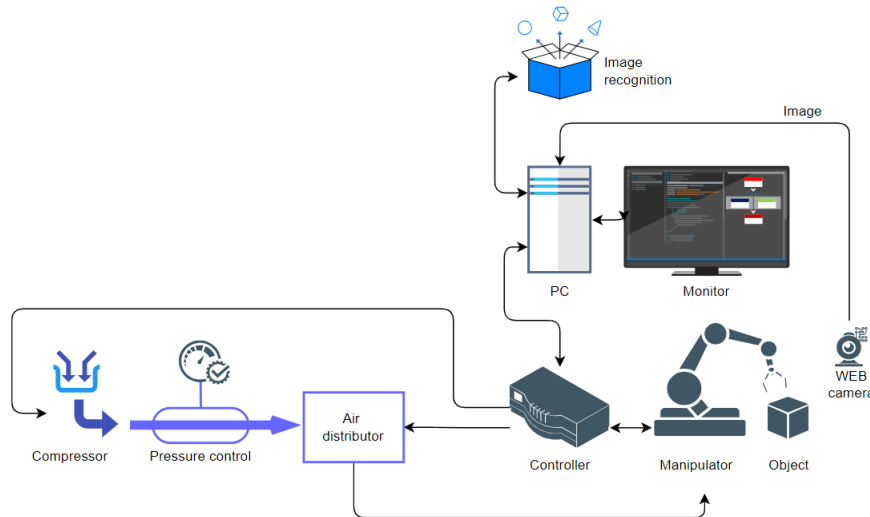 Image
recognition
Image
PC
Monitor
WEB
camera
Air
distributor
Compressor
Pressure control
Controller
Manipulator
Object